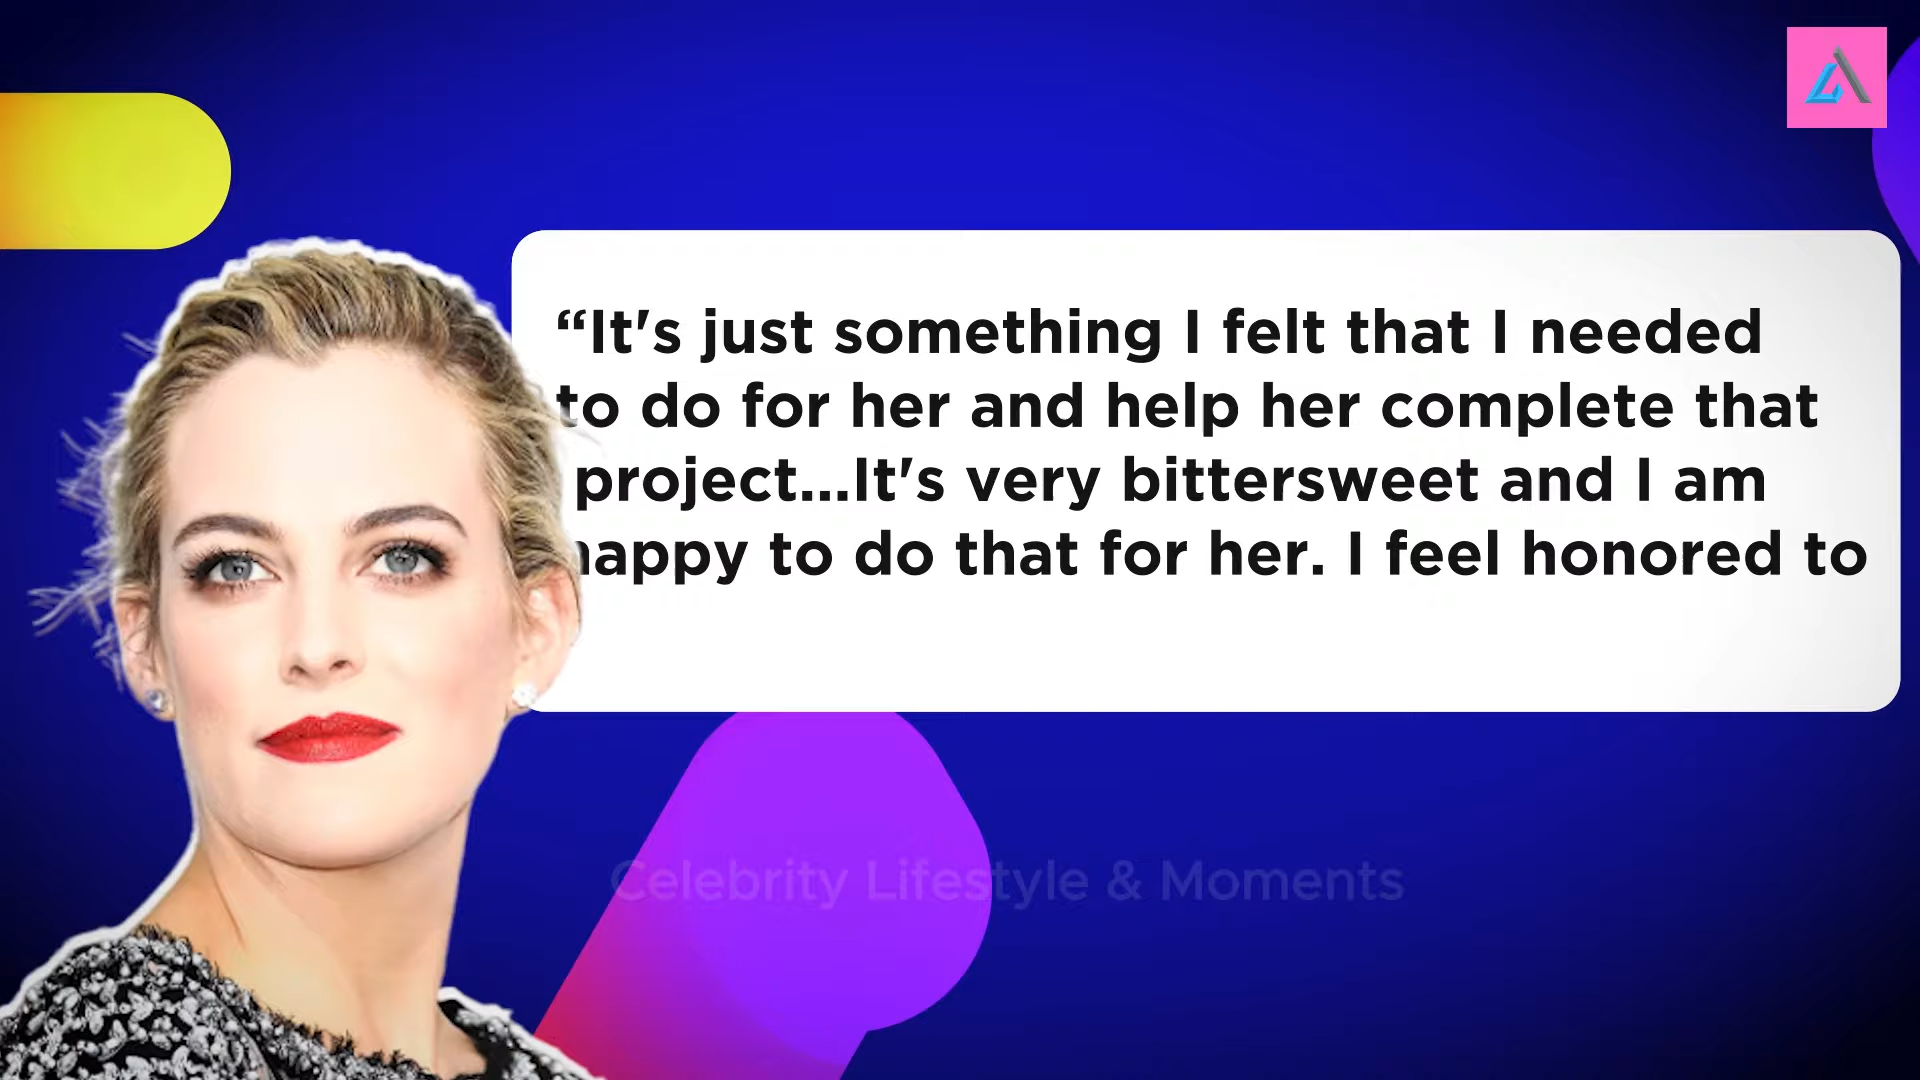 “It's just something I felt that I needed
to do for her and help her complete that
project...It's very bittersweet and I am
happy to do that for her. I feel honored to
Celebrity Lifestyle & Moments